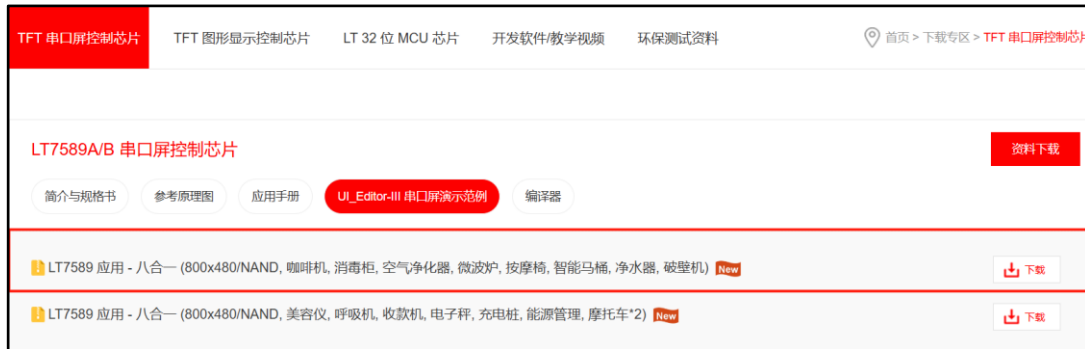 TFT 串口屏控制芯片 TFT 图形显示控制芯片 LT 32 位 MCU 芯片 开发软件/教学视频 环保测试资料 首页 > 下载专区 > TFT 串口屏控制芯片
LT7589A/B 串口屏控制芯片 资料下载
简介与规格书 参考原理图 应用手册 UI_Editor-III 串口屏演示范例 编译器
LT7589 应用 - 八合一 (800x480/NAND, 咖啡机, 消毒柜, 空气净化器, 微波炉, 按摩椅, 智能马桶, 净水器, 破壁机) New 下载
LT7589 应用 - 八合一 (800x480/NAND, 美容仪, 呼吸机, 收款机, 电子秤, 充电桩, 能源管理, 摩托车*2) New 下载